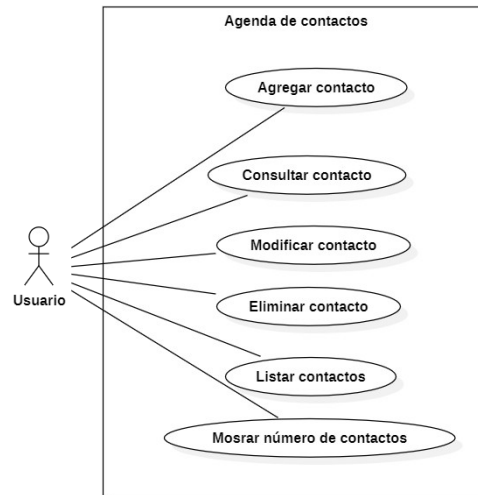 Agenda de contactos
Agregar contacto
Consultar contacto
Modificar contacto
Usuario
Eliminar contacto
Listar contactos
Mosrar número de contactos